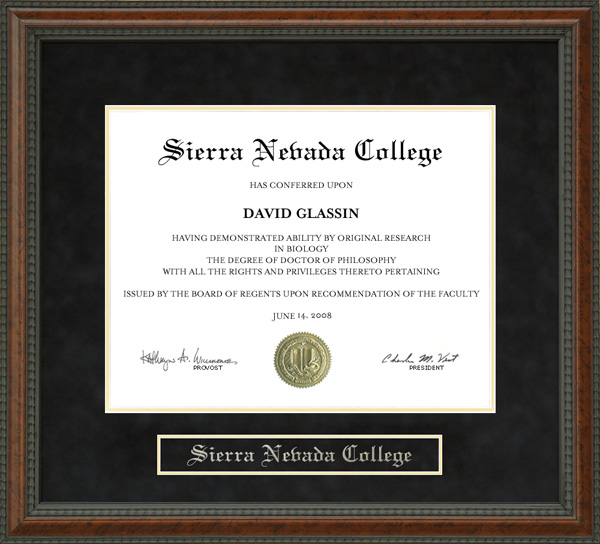 Sierra Nevada College
HAS CONFERRED UPON
DAVID GLASSIN
HAVING DEMONSTRATED ABILITY BY ORIGINAL RESEARCH
IN BIOLOGY
THE DEGREE OF DOCTOR OF PHILOSOPHY
WITH ALL THE RIGHTS AND PRIVILEGES THERETO PERTAINING
ISSUED BY THE BOARD OF REGENTS UPON RECOMMENDATION OF THE FACULTY
JUNE 14, 2008
Charles M. Vest
PROVOST PRESIDENT
Sierra Nevada College